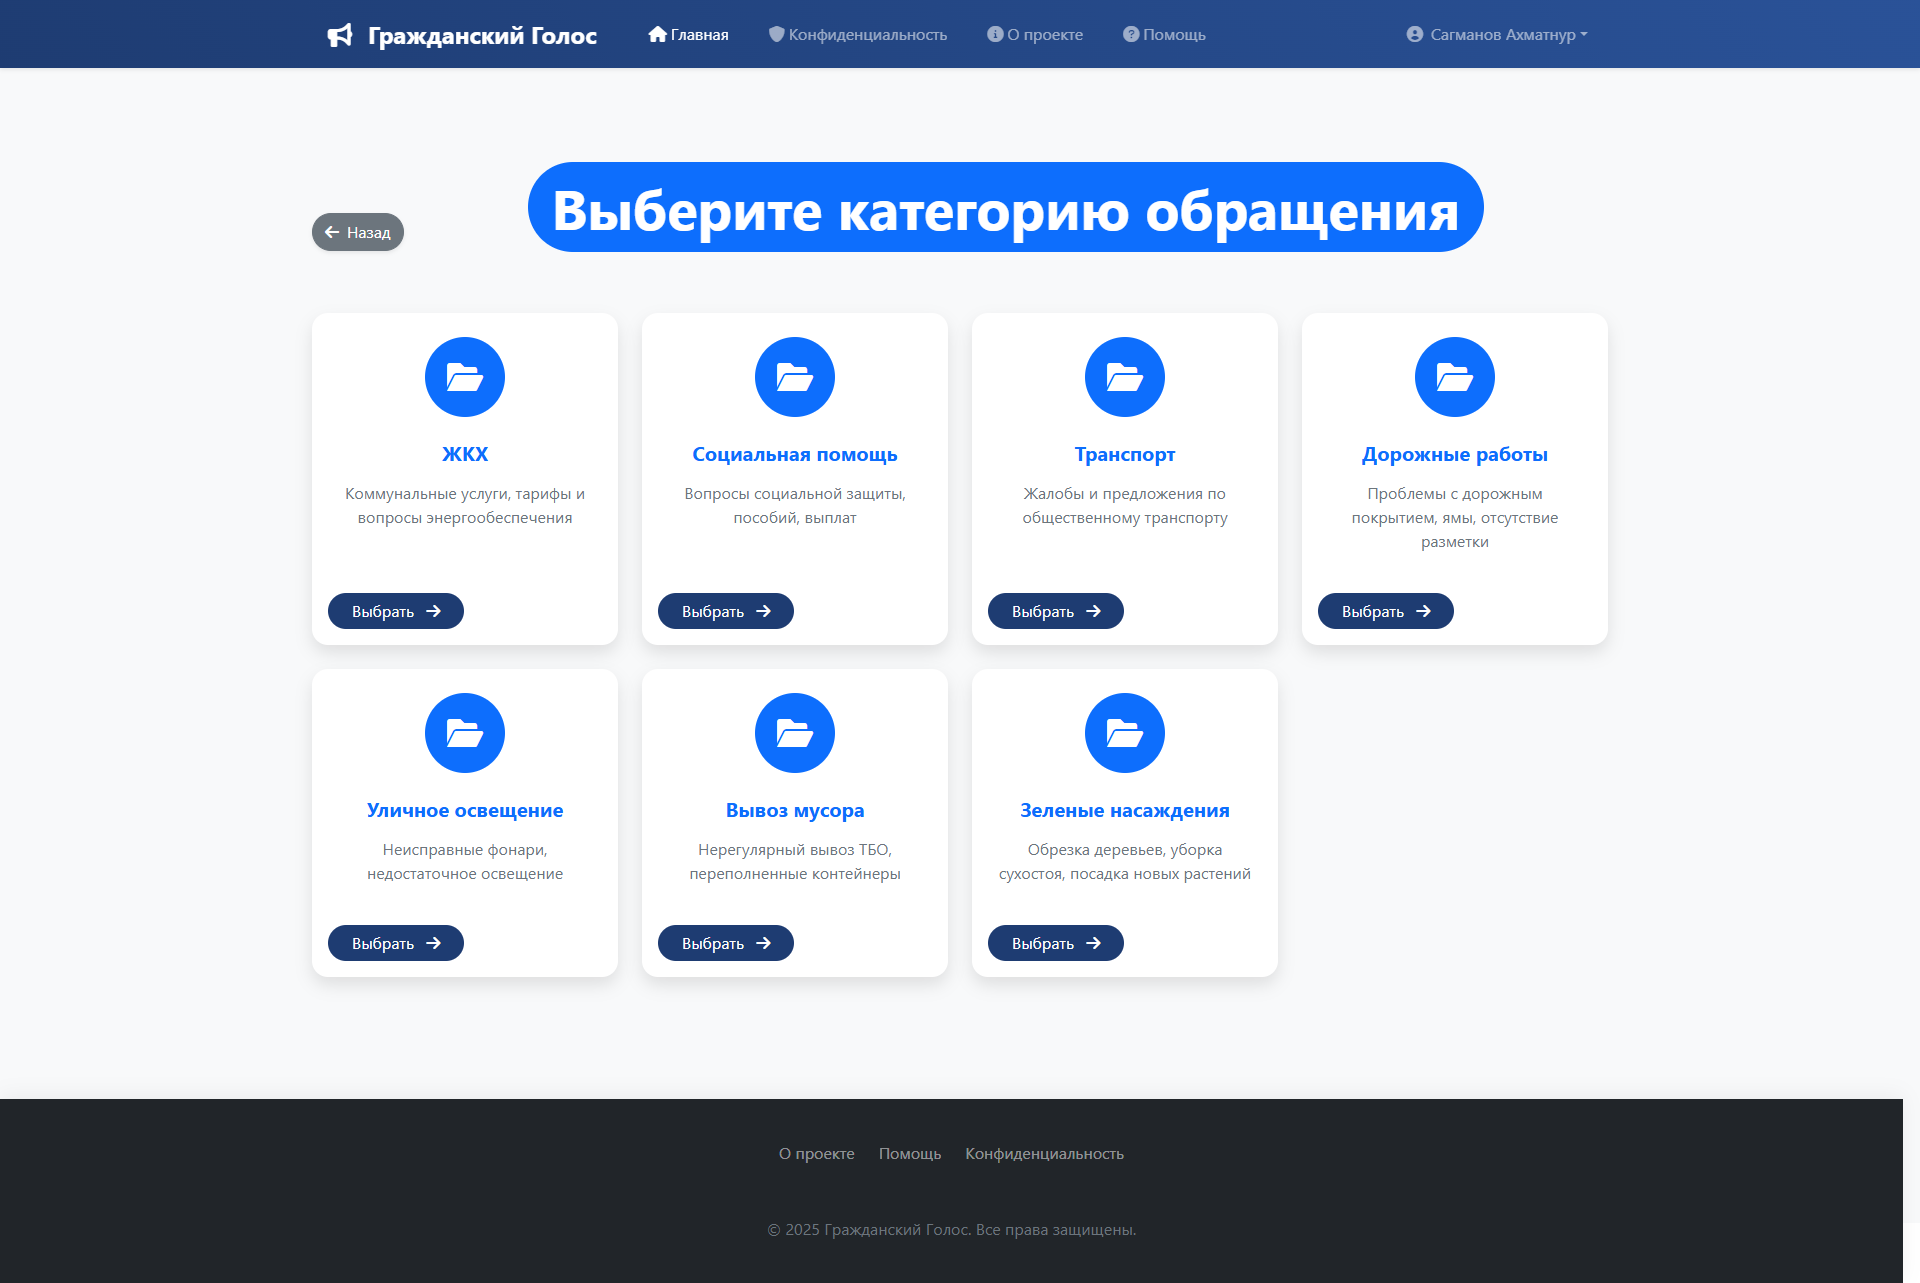 Гражданский Голос
Главная
Конфиденциальность
О проекте
Помощь
Сагманов Ахматнур
Назад
Выберите категорию обращения
ЖКХ
Коммунальные услуги, тарифы и
вопросы энергообеспечения
Выбрать
Социальная помощь
Вопросы социальной защиты,
пособий, выплат
Выбрать
Транспорт
Жалобы и предложения по
общественному транспорту
Выбрать
Дорожные работы
Проблемы с дорожным
покрытием, ямы, отсутствие
разметки
Выбрать
Уличное освещение
Неисправные фонари,
недостаточное освещение
Выбрать
Вывоз мусора
Нерегулярный вывоз ТБО,
переполненные контейнеры
Выбрать
Зеленые насаждения
Обрезка деревьев, уборка
сухостоя, посадка новых растений
Выбрать
О проекте
Помощь
Конфиденциальность
© 2025 Гражданский Голос. Все права защищены.